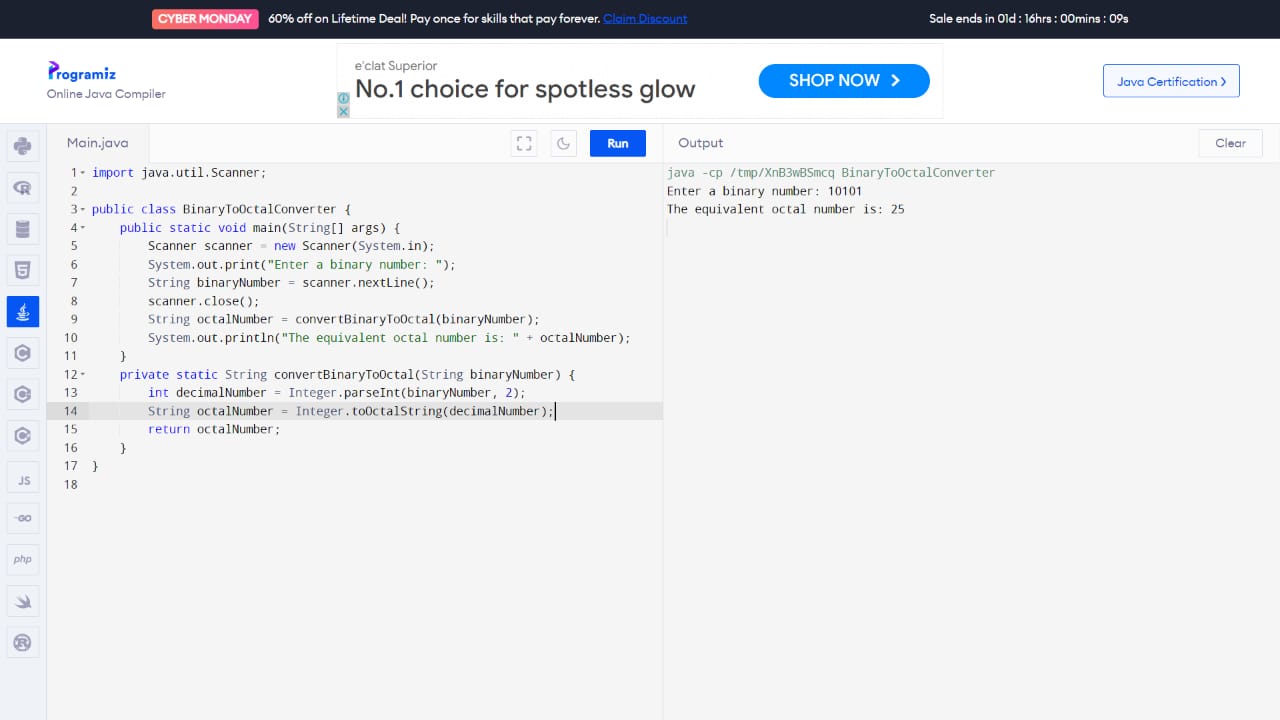 CYBER MONDAY 60% off on Lifetime Deal! Pay once for skills that pay forever. Claim Discount Sale ends in 01d : 16hrs : 00mins : 09s
Programiz
Online Java Compiler
e'clat Superior
No.1 choice for spotless glow
SHOP NOW
Java Certification
Main.java
Run
Output
Clear
1 import java.util.Scanner;
2
3 public class BinaryToOctalConverter {
4 public static void main(String[] args) {
5 Scanner scanner = new Scanner(System.in);
6 System.out.print("Enter a binary number: ");
7 String binaryNumber = scanner.nextLine();
8 scanner.close();
9 String octalNumber = convertBinaryToOctal(binaryNumber);
10 System.out.println("The equivalent octal number is: " + octalNumber);
11 }
12 private static String convertBinaryToOctal(String binaryNumber) {
13 int decimalNumber = Integer.parseInt(binaryNumber, 2);
14 String octalNumber = Integer.toOctalString(decimalNumber);
15 return octalNumber;
16 }
17 }
18
java -cp /tmp/XnB3wBSmcq BinaryToOctalConverter
Enter a binary number: 10101
The equivalent octal number is: 25
R
5
C
C
C
JS
GO
php
R